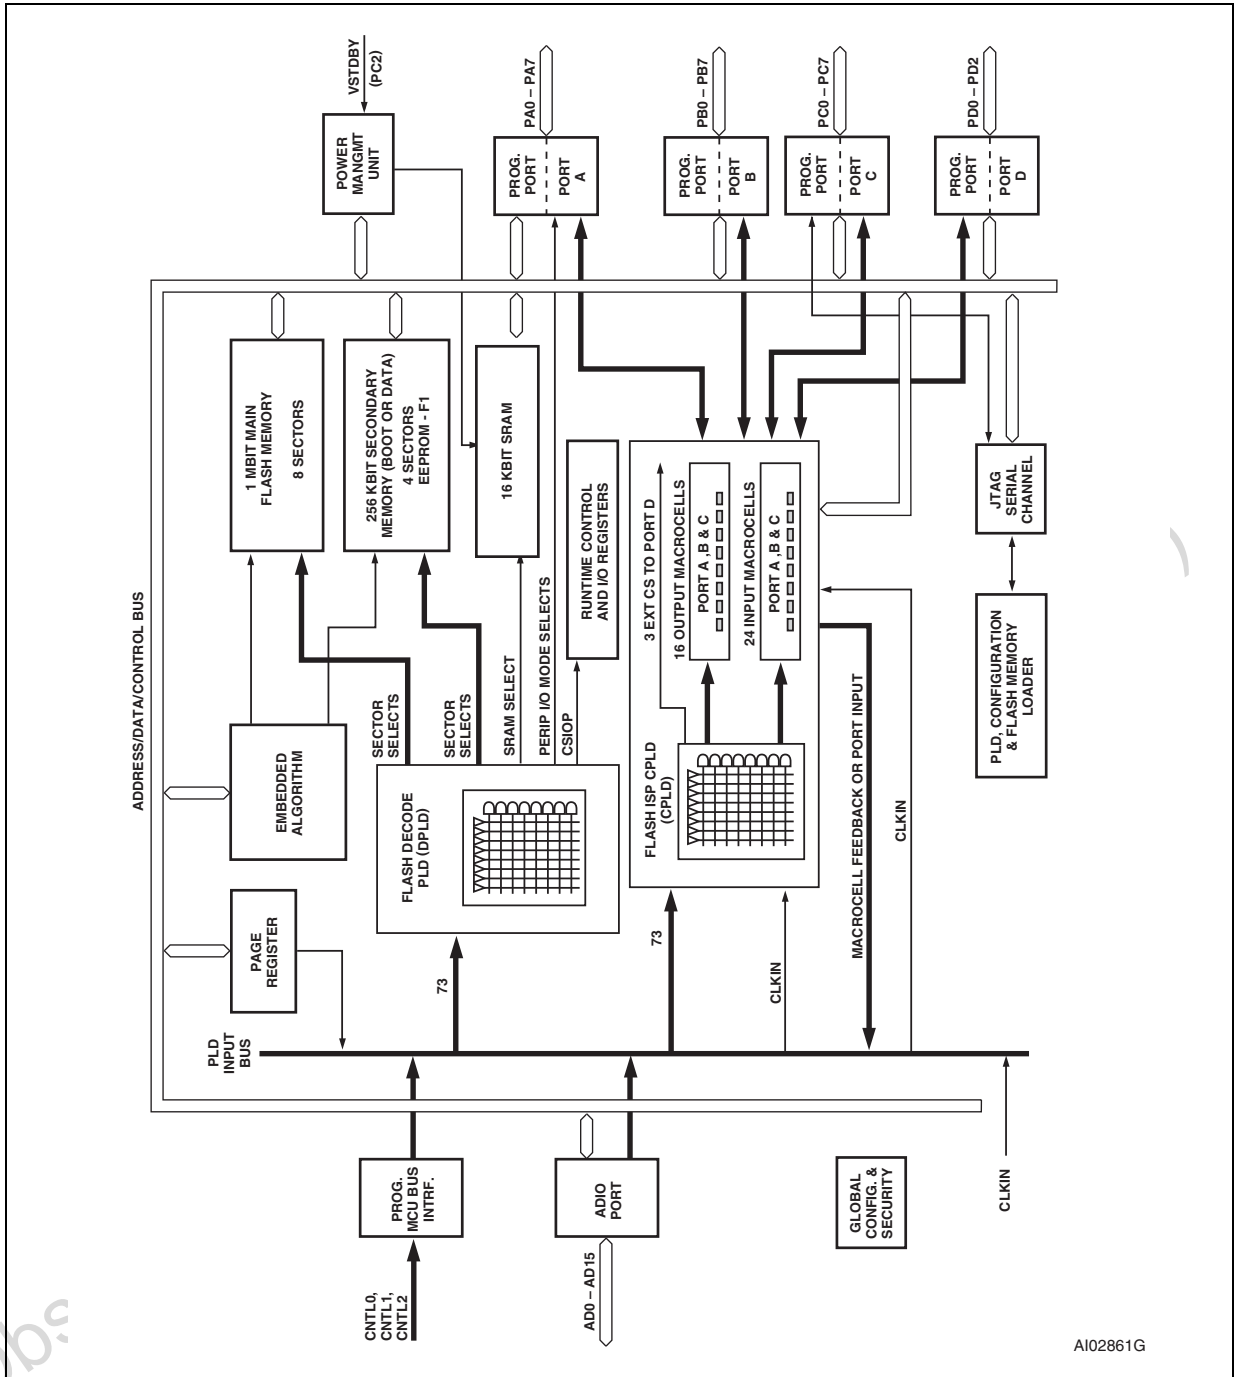 VSTDBY
(PC2)
PA0 – PA7
PB0 – PB7
PC0 – PC7
PD0 – PD2
POWER
MANGMT
UNIT
PROG.
PORT
PORT
A
PROG.
PORT
PORT
B
PROG.
PORT
PORT
C
PROG.
PORT
PORT
D
ADDRESS/DATA/CONTROL BUS
1 MBIT MAIN
FLASH MEMORY
8 SECTORS
256 KBIT SECONDARY
MEMORY (BOOT OR DATA)
4 SECTORS
EEPROM - F1
16 KBIT SRAM
RUNTIME CONTROL
AND I/O REGISTERS
3 EXT CS TO PORT D
16 OUTPUT MACROCELLS
PORT A ,B & C
24 INPUT MACROCELLS
PORT A ,B & C
JTAG
SERIAL
CHANNEL
PLD, CONFIGURATION
& FLASH MEMORY
LOADER
EMBEDDED
ALGORITHM
SECTOR
SELECTS
SECTOR
SELECTS
SRAM SELECT
PERIP I/O MODE SELECTS
CSIOP
FLASH DECODE
PLD (DPLD)
FLASH ISP CPLD
(CPLD)
MACROCELL FEEDBACK OR PORT INPUT
CLKIN
PAGE
REGISTER
73
73
CLKIN
PLD
INPUT
BUS
PROG.
MCU BUS
INTRF.
ADIO
PORT
GLOBAL
CONFIG. &
SECURITY
CLKIN
CNTL0,
CNTL1,
CNTL2
AD0 – AD15
AI02861G